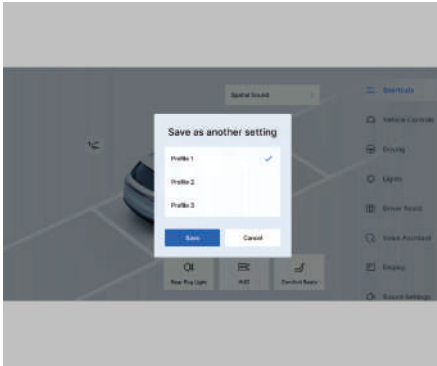 Spatial Sound
Shortcuts
Vehicle Controls
Driving
Lights
Driver Assist
Voice Assistant
Display
Sound Settings
Save as another setting
Profile 1
Profile 2
Profile 3
Save
Cancel
Rear Fog Light
HUD
Comfort Seats